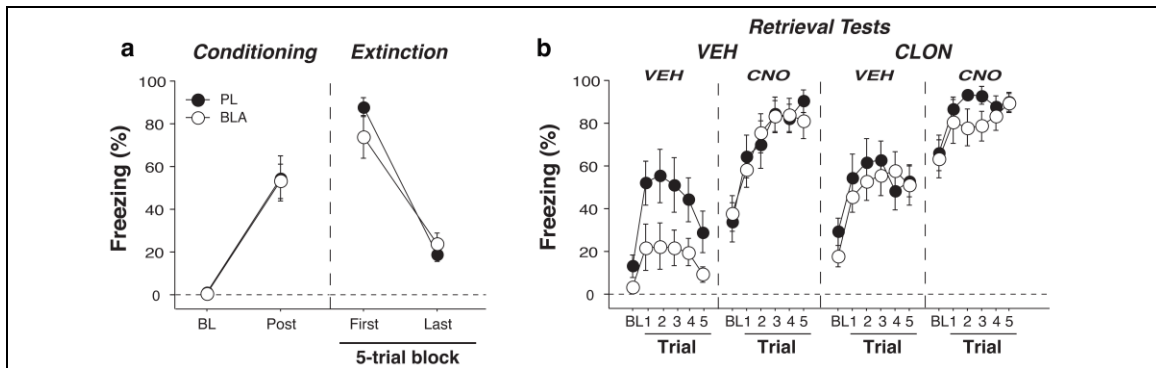 a
Conditioning Extinction
Freezing (%)
100
80
60
40
20
0
PL
BLA
BL Post First Last
5-trial block
b
Retrieval Tests
VEH CLON
VEH CNO VEH CNO
Freezing (%)
100
80
60
40
20
0
BL1 2 3 4 5 BL1 2 3 4 5 BL1 2 3 4 5 BL1 2 3 4 5
Trial Trial Trial Trial